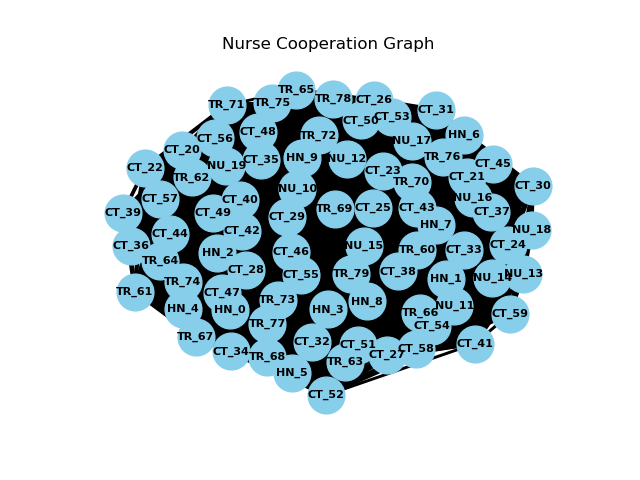 Nurse Cooperation Graph
TR_65
TR_78
CT_26
TR_75
TR_71
CT_31
CT_53
CT_50
CT_48
TR_72
HN_6
CT_56
NU_17
CT_20
TR_76
HN_9
NU_12
CT_35
NU_19
CT_45
CT_22
CT_23
TR_62
CT_21
TR_70
CT_30
NU_10
NU_16
CT_57
CT_40
CT_39
CT_49
CT_29
TR_69
CT_25
CT_43
CT_37
HN_7
NU_18
CT_44
CT_42
CT_36
NU_15
CT_24
HN_2
CT_46
TR_60
CT_33
TR_64
CT_28
CT_55
TR_79
CT_38
HN_1
NU_14
NU_13
TR_74
TR_61
CT_47
TR_73
HN_8
NU_11
HN_4
HN_0
HN_3
TR_66
CT_59
TR_77
CT_54
TR_67
CT_32
CT_51
CT_41
CT_34
TR_68
TR_63
CT_27
CT_58
HN_5
CT_52